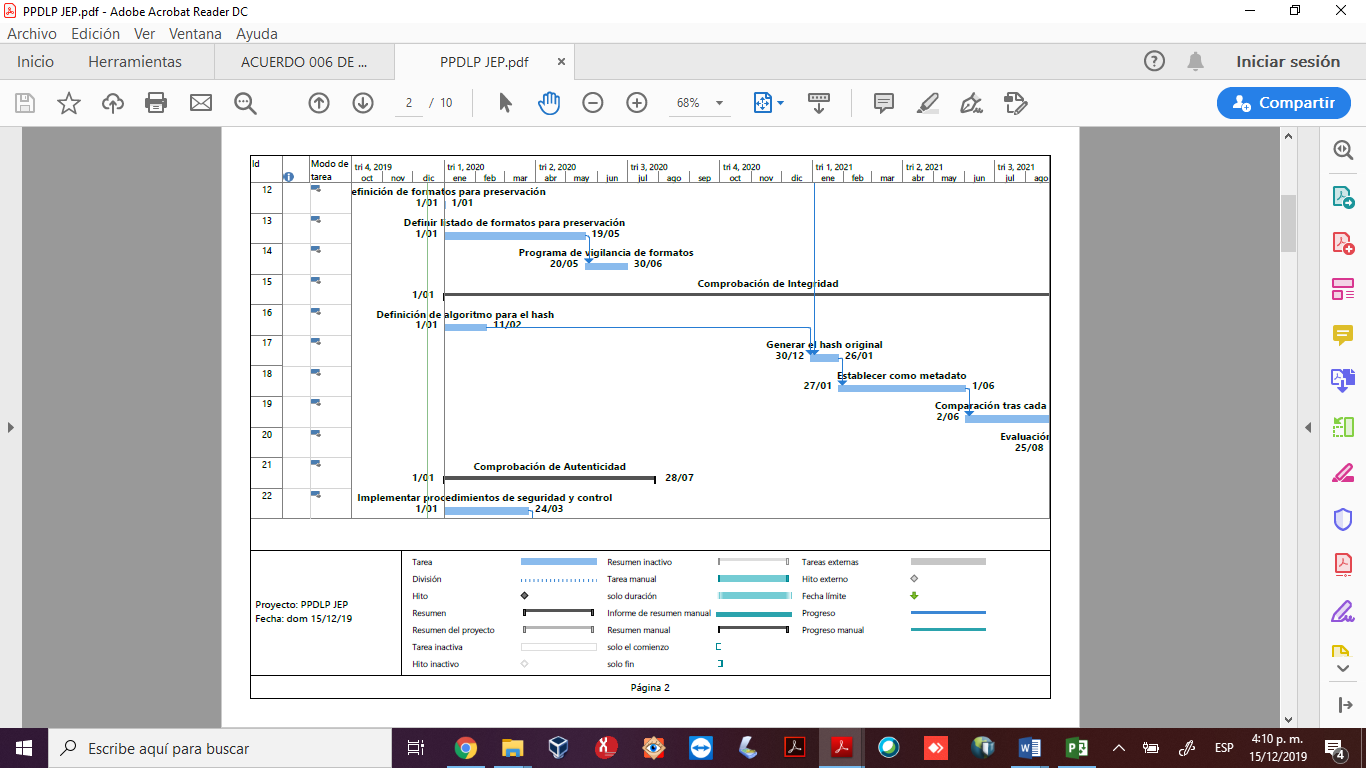 PPDLP JEP.pdf - Adobe Acrobat Reader DC
Archivo Edición Ver Ventana Ayuda
Inicio Herramientas ACUERDO 006 DE ... PPDLP JEP.pdf × Iniciar sesión
2 / 10 68% Compartir
Id Modo de tarea
tri 4, 2019 tri 1, 2020 tri 2, 2020 tri 3, 2020 tri 4, 2020 tri 1, 2021 tri 2, 2021 tri 3, 2021
oct nov dic ene feb mar abr may jun jul ago sep oct nov dic ene feb mar abr may jun jul ago
12 efinición de formatos para preservación
1/01 1/01
13 Definir listado de formatos para preservación
1/01 19/05
14 Programa de vigilancia de formatos
20/05 30/06
15 Comprobación de Integridad
1/01
16 Definición de algoritmo para el hash
1/01 11/02
17 Generar el hash original
30/12 26/01
18 Establecer como metadato
27/01 1/06
19 Comparación tras cada
2/06
20 Evaluación
25/08
21 Comprobación de Autenticidad
1/01 28/07
22 Implementar procedimientos de seguridad y control
1/01 24/03
Proyecto: PPDLP JEP
Fecha: dom 15/12/19
Tarea Resumen inactivo Tareas externas
División Tarea manual Hito externo
Hito solo duración Fecha límite
Resumen Informe de resumen manual Progreso
Resumen del proyecto Resumen manual Progreso manual
Tarea inactiva solo el comienzo
Hito inactivo solo fin
Página 2
Escribe aquí para buscar
ESP
4:10 p. m.
15/12/2019
4